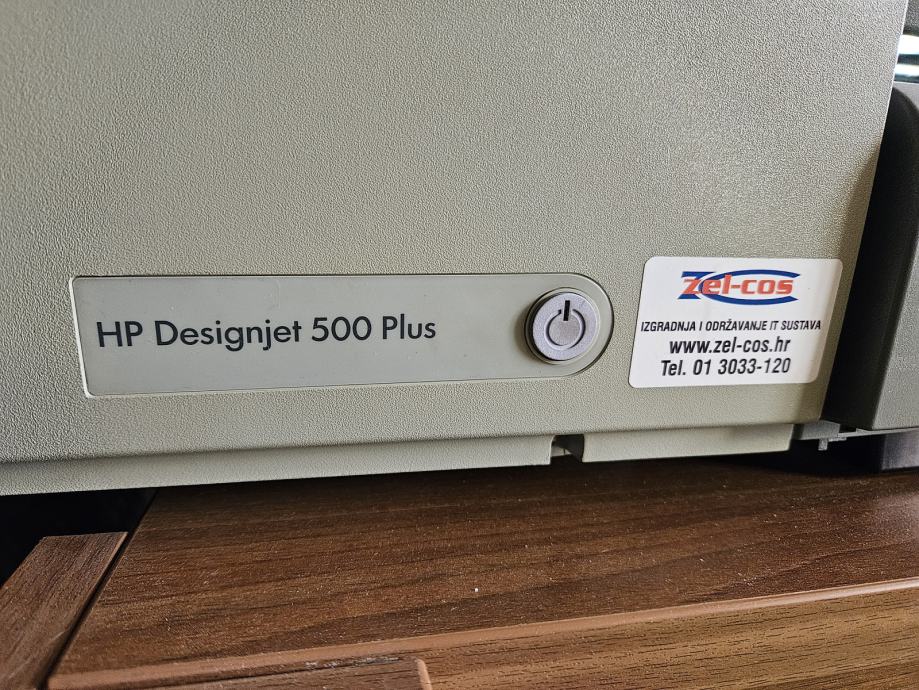 HP Designjet 500 Plus
Zel-cos
IZGRADNJA I ODRŽAVANJE IT SUSTAVA
www.zel-cos.hr
Tel. 01 3033-120